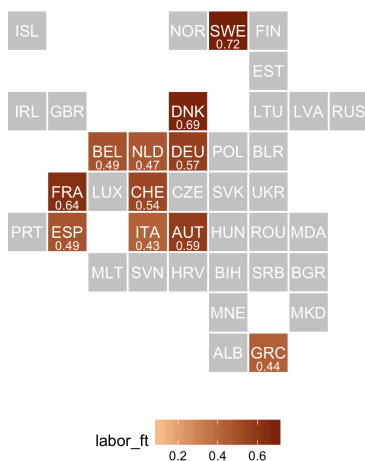 ISL NOR SWE FIN
0.72
EST
IRL GBR DNK LTU LVA RUS
0.69
BEL NLD DEU POL BLR
0.49 0.47 0.57
FRA LUX CHE CZE SVK UKR
0.64 0.54
PRT ESP ITA AUT HUN ROU MDA
0.49 0.43 0.59
MLT SVN HRV BIH SRB BGR
MNE MKD
ALB GRC
0.44
labor_ft
0.2 0.4 0.6